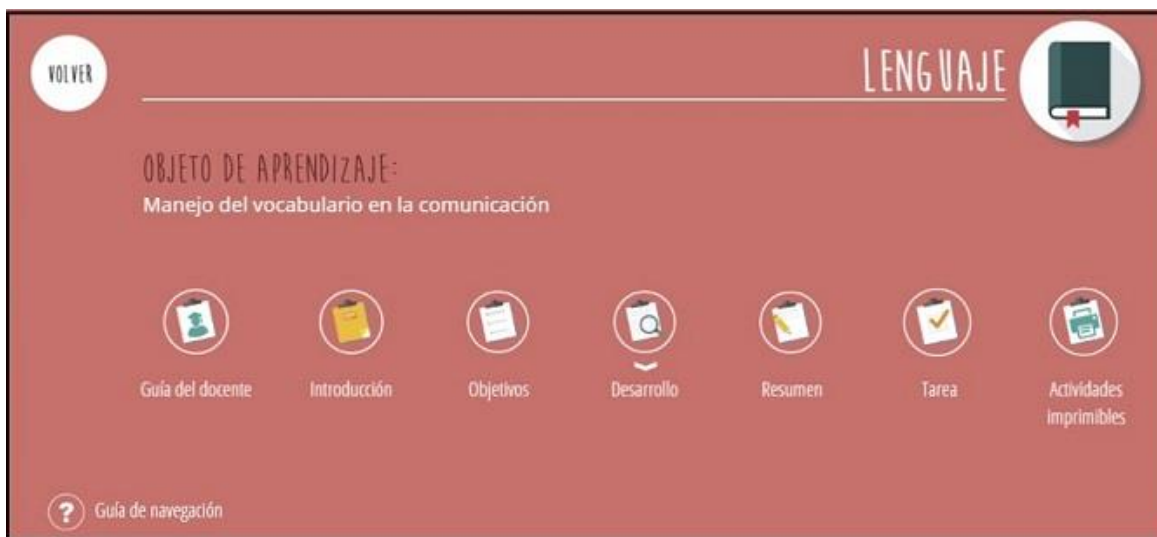 VOLVER
LENGUAJE
OBJETO DE APRENDIZAJE:
Manejo del vocabulario en la comunicación
Guía del docente
Introducción
Objetivos
Desarrollo
Resumen
Tarea
Actividades
imprimibles
? Guía de navegación